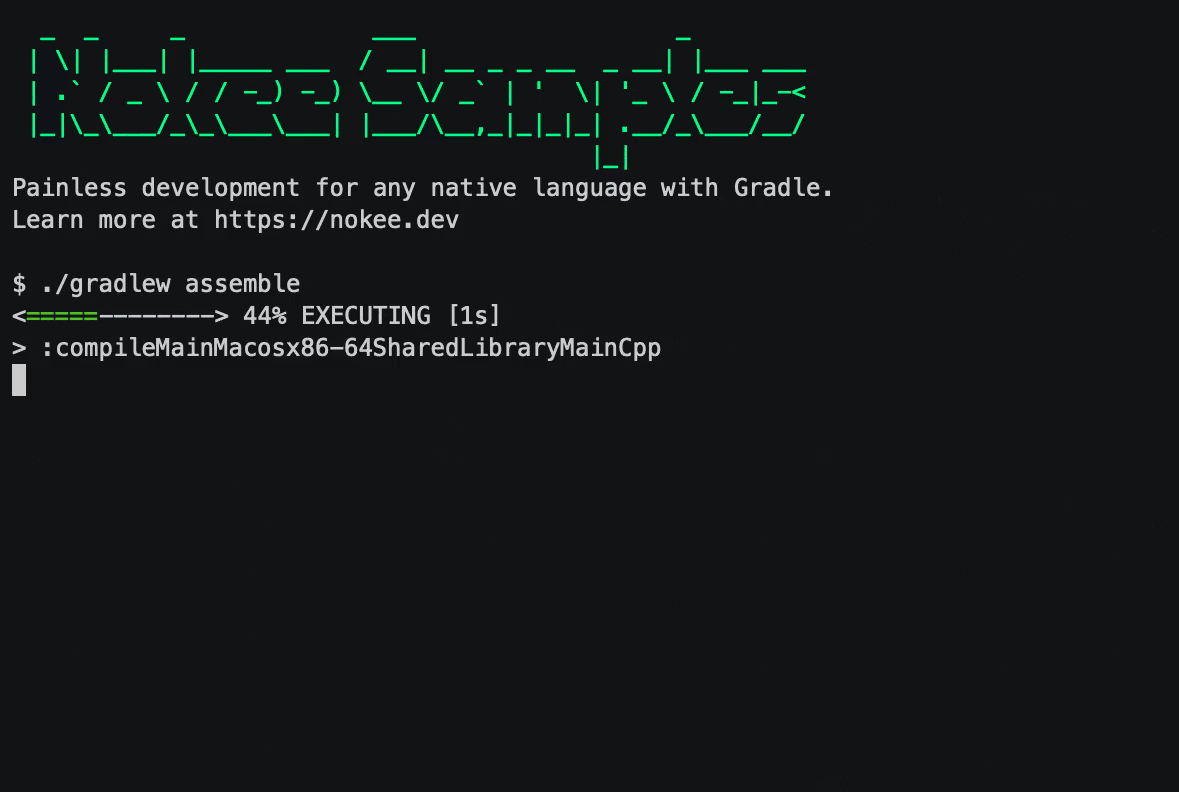 Nokee Samples
Painless development for any native language with Gradle.
Learn more at https://nokee.dev
$ ./gradlew assemble
<=====--------> 44% EXECUTING [1s]
> :compileMainMacosx86-64SharedLibraryMainCpp